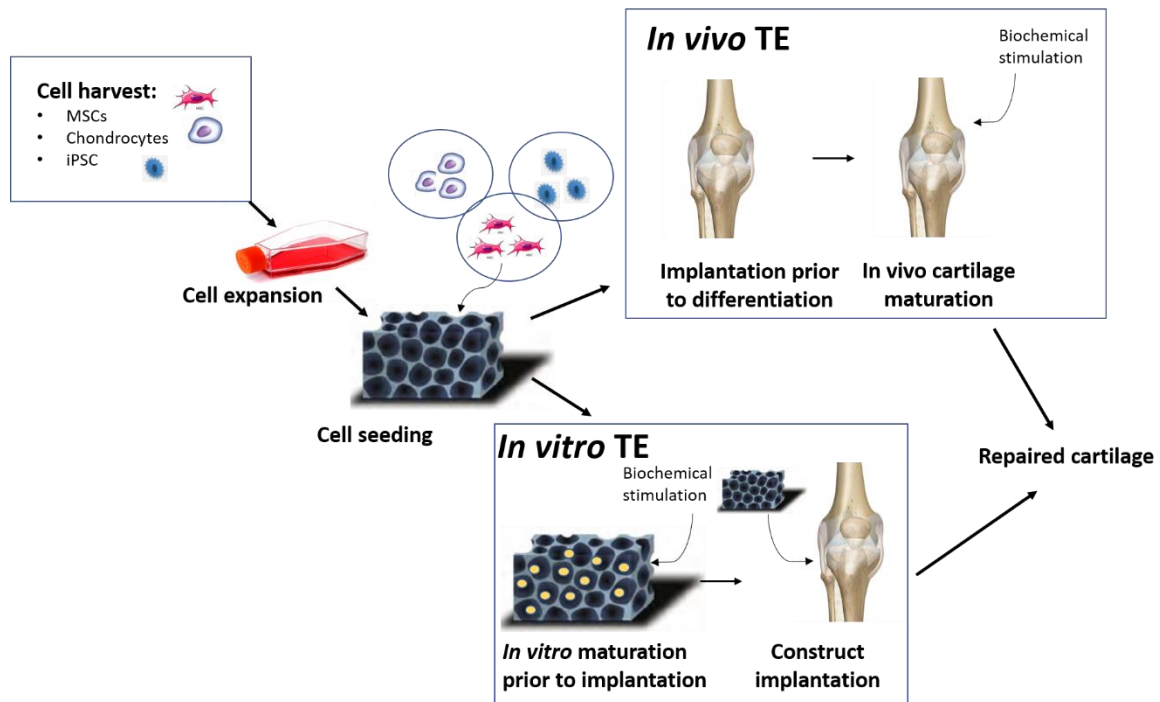 Cell harvest:
• MSCs
• Chondrocytes
• iPSC
Cell expansion
Cell seeding
In vivo TE
Biochemical
stimulation
Implantation prior
to differentiation
In vivo cartilage
maturation
In vitro TE
Biochemical
stimulation
In vitro maturation
prior to implantation
Construct
implantation
Repaired cartilage